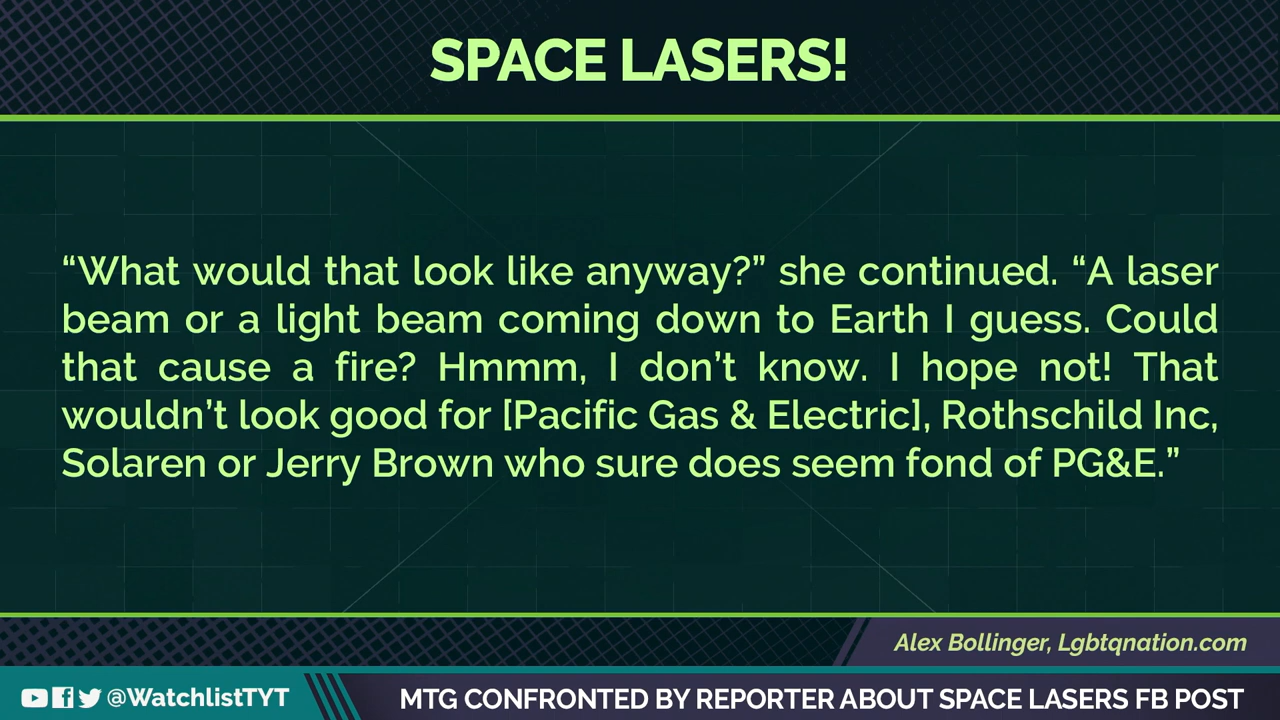 SPACE LASERS!
“What would that look like anyway?” she continued. “A laser
beam or a light beam coming down to Earth I guess. Could
that cause a fire? Hmmm, I don’t know. I hope not! That
wouldn’t look good for [Pacific Gas & Electric], Rothschild Inc,
Solaren or Jerry Brown who sure does seem fond of PG&E.”
Alex Bollinger, Lgbtqnation.com
@WatchlistTYT
MTG CONFRONTED BY REPORTER ABOUT SPACE LASERS FB POST